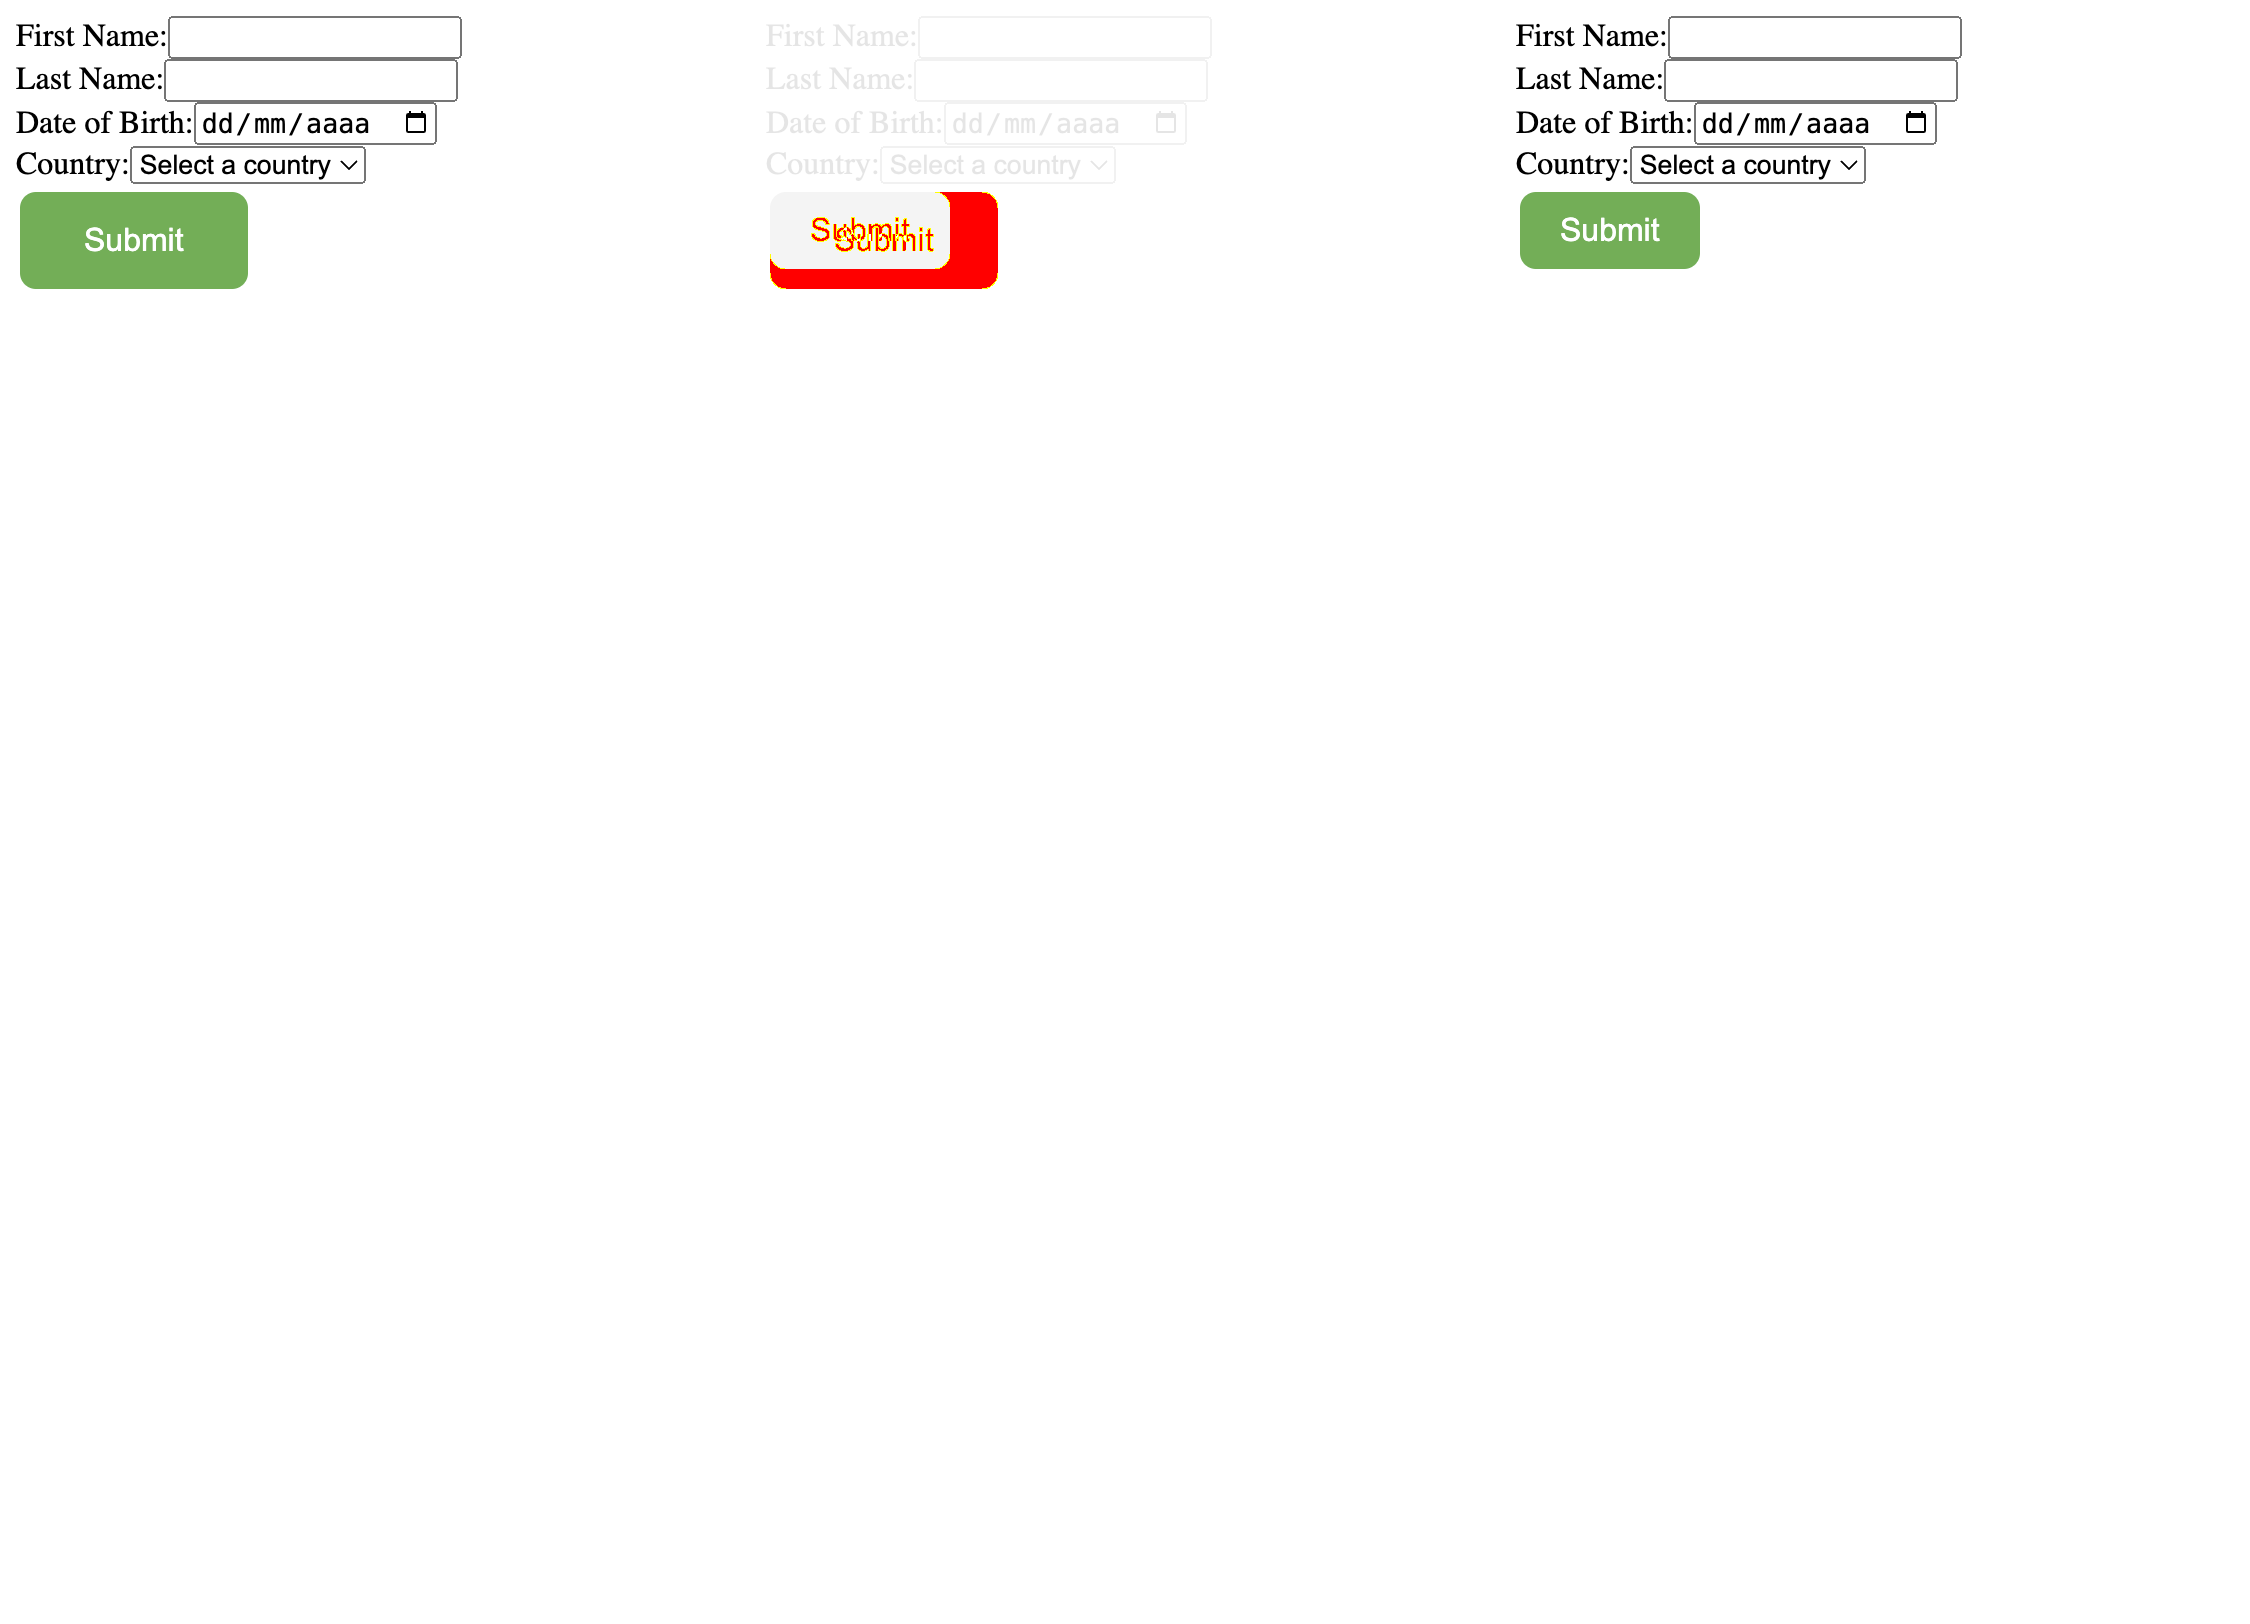 First Name:
Last Name:
Date of Birth: dd/mm/aaaa
Country: Select a country
Submit
First Name:
Last Name:
Date of Birth: dd/mm/aaaa
Country: Select a country
Submit
Submit
First Name:
Last Name:
Date of Birth: dd/mm/aaaa
Country: Select a country
Submit